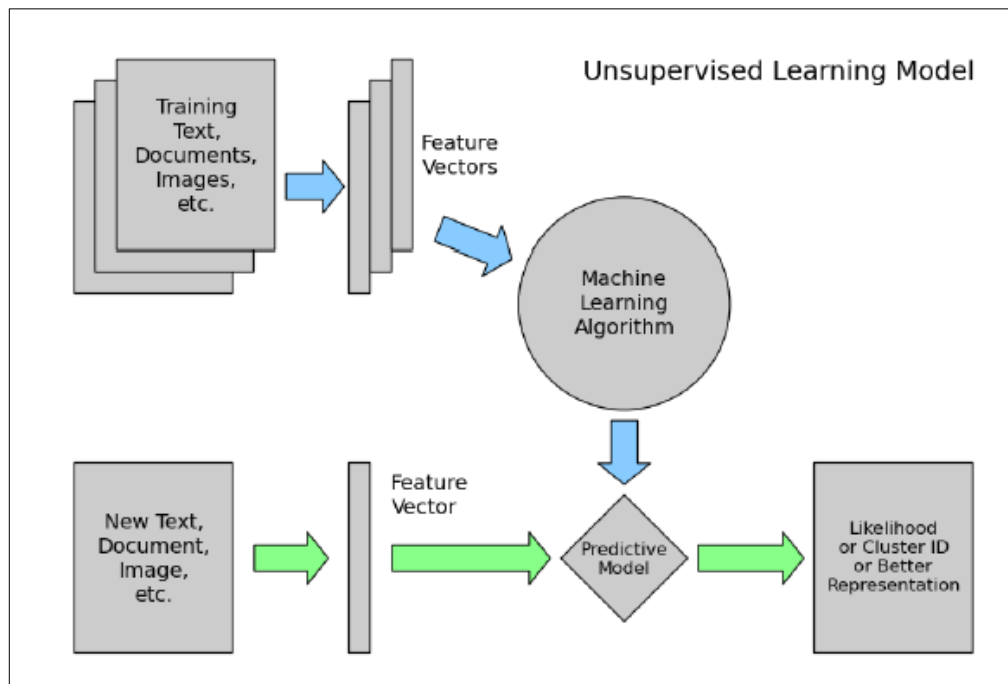 Unsupervised Learning Model
Training
Text,
Documents,
Images,
etc.
Feature
Vectors
Machine
Learning
Algorithm
New Text,
Document,
Image,
etc.
Feature
Vector
Predictive
Model
Likelihood
or Cluster ID
or Better
Representation